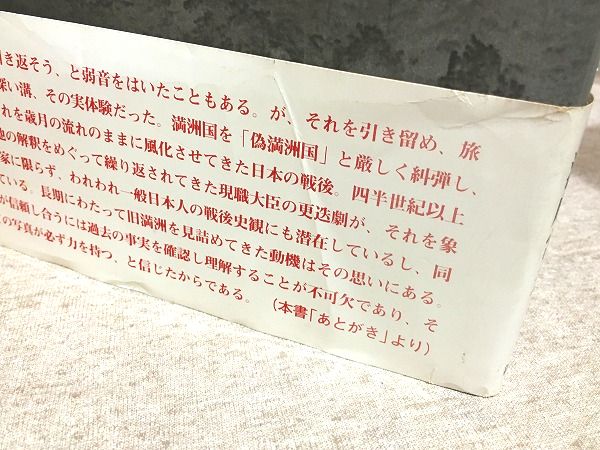 引き返そう、と弱音をはいたこともある。が、それを引き留め、旅
深い溝、その実体験だった。満洲国を「偽満洲国」と厳しく糾弾し、
れを歳月の流れのままに風化させてきた日本の戦後。四半世紀以上
の解釈をめぐって繰り返されてきた現職大臣の更迭劇が、それを象
家に限らず、われわれ一般日本人の戦後史観にも潜在しているし、同
ている。長期にわたって旧満洲を見詰めてきた動機はその思いにある。
が信頼し合うには過去の事実を確認し理解することが不可欠であり、そ
の写真が必ず力を持つ、と信じたからである。 (本書「あとがき」より)